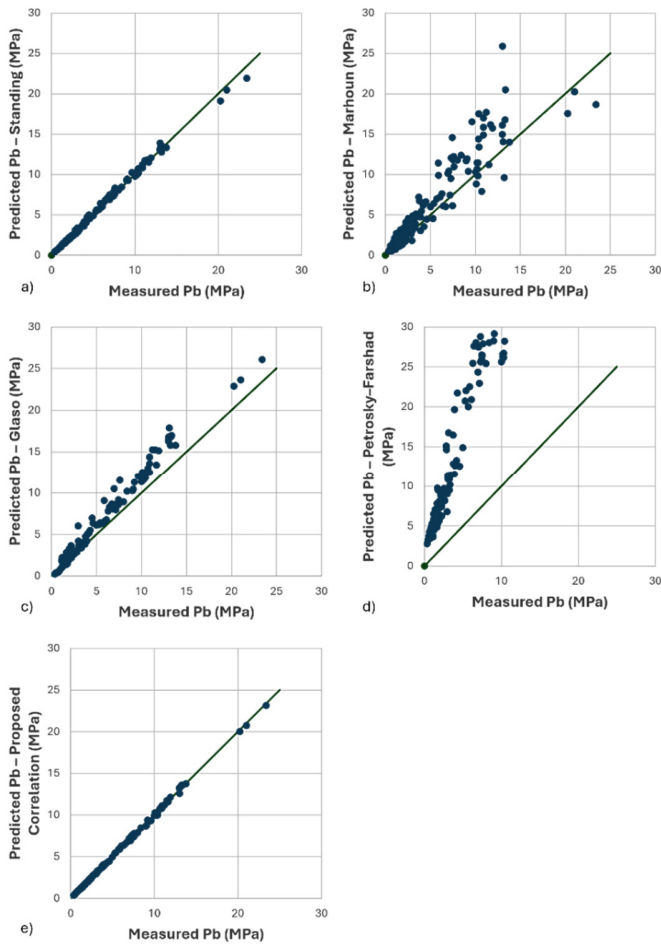 30
25
20
15
10
5
0
Predicted Pb – Standing (MPa)
0 10 20 30
Measured Pb (MPa)
a)
30
25
20
15
10
5
0
Predicted Pb – Marhoun (MPa)
0 5 10 15 20 25 30
Measured Pb (MPa)
b)
30
25
20
15
10
5
0
Predicted Pb – Glaso (MPa)
0 5 10 15 20 25 30
Measured Pb (MPa)
c)
30
25
20
15
10
5
0
Predicted Pb – Petrosky–Farshad
(MPa)
0 10 20 30
Measured Pb (MPa)
d)
30
25
20
15
10
5
0
Predicted Pb – Proposed
Correlation (MPa)
0 10 20 30
Measured Pb (MPa)
e)